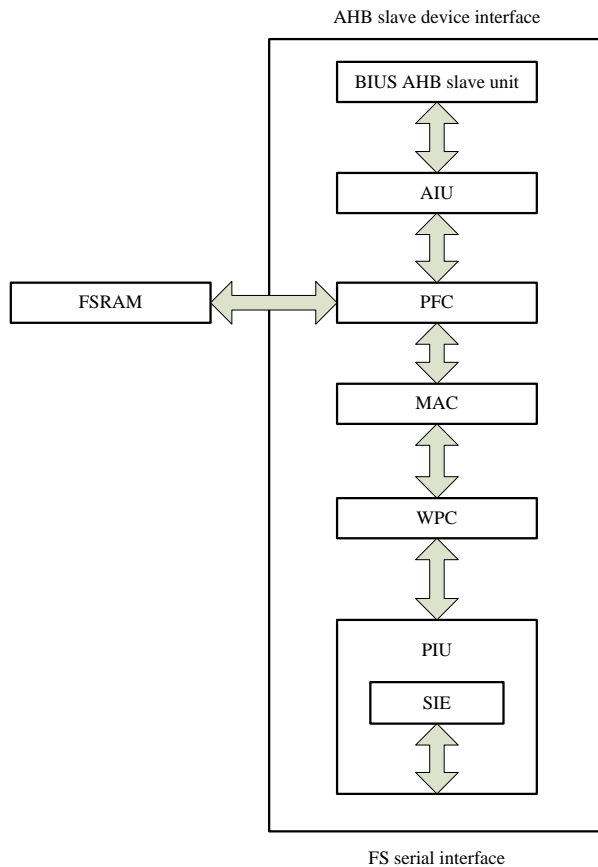 AHB slave device interface
BIUS AHB slave unit
AIU
FSRAM
PFC
MAC
WPC
PIU
SIE
FS serial interface